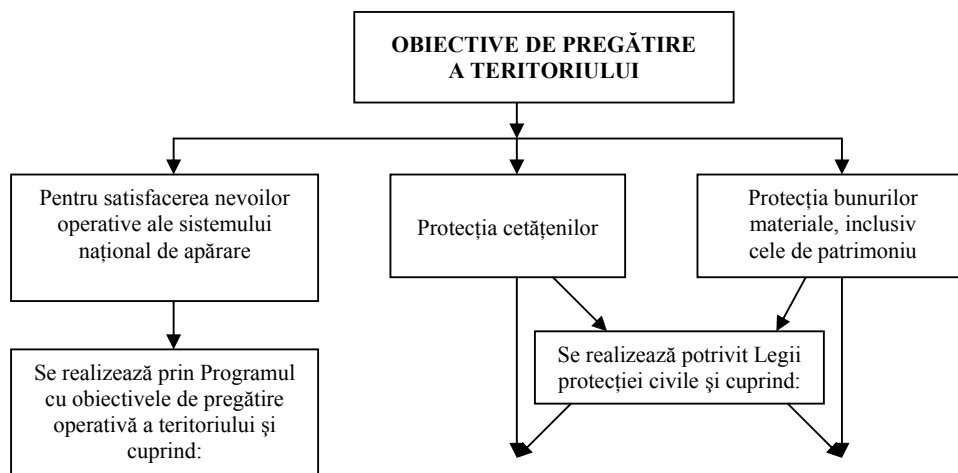 OBIECTIVE DE PREGĂTIRE
A TERITORIULUI
Pentru satisfacerea nevoilor
operative ale sistemului
național de apărare
Protecția cetățenilor
Protecția bunurilor
materiale, inclusiv
cele de patrimoniu
Se realizează prin Programul
cu obiectivele de pregătire
operativă a teritoriului şi
cuprind:
Se realizează potrivit Legii
protecției civile şi cuprind: